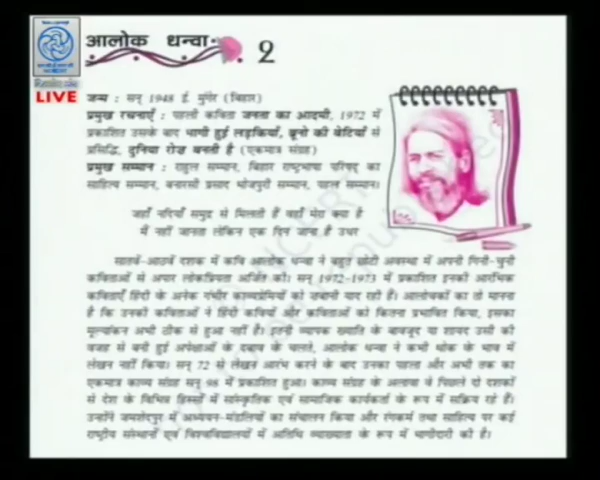 आलोक धन्वा
2
LIVE
जन्म : सन् 1948 ई. मुंगेर (बिहार)
प्रमुख रचनाएँ : पहली कविता जनता का आदमी, 1972 में
प्रकाशित उसके बाद भागी हुई लड़कियाँ, ब्रूनो की बेटियाँ से
प्रसिद्धि, दुनिया रोज़ बनती है (एकमात्र संग्रह)
प्रमुख सम्मान : राहुल सम्मान, बिहार राष्ट्रभाषा परिषद् का
साहित्य सम्मान, बनारसी प्रसाद भोजपुरी सम्मान, पहल सम्मान।
जहाँ नदियाँ समुद्र से मिलती हैं वहाँ मेरा क्या है
मैं नहीं जानता लेकिन एक दिन जाना है उधर
सातवें-आठवें दशक में कवि आलोक धन्वा ने बहुत छोटी अवस्था में अपनी गिनी-चुनी
कविताओं से अपार लोकप्रियता अर्जित की। सन् 1972-1973 में प्रकाशित इनकी आरंभिक
कविताएँ हिंदी के अनेक गंभीर काव्यप्रेमियों को ज़बानी याद रही हैं। आलोचकों का तो मानना
है कि उनकी कविताओं ने हिंदी कवियों और कविताओं को कितना प्रभावित किया, इसका
मूल्यांकन अभी ठीक से हुआ नहीं है। इतनी व्यापक ख्याति के बावजूद या शायद उसी की
वजह से बनी हुई अपेक्षाओं के दबाव के चलते, आलोक धन्वा ने कभी थोक के भाव में
लेखन नहीं किया। सन् 72 से लेखन आरंभ करने के बाद उनका पहला और अभी तक का
एकमात्र काव्य संग्रह सन् 98 में प्रकाशित हुआ। काव्य संग्रह के अलावा वे पिछले दो दशकों
से देश के विभिन्न हिस्सों में सांस्कृतिक एवं सामाजिक कार्यकर्ता के रूप में सक्रिय रहे हैं।
उन्होंने जमशेदपुर में अध्ययन-मंडलियों का संचालन किया और रंगकर्म तथा साहित्य पर कई
राष्ट्रीय संस्थानों एवं विश्वविद्यालयों में अतिथि व्याख्याता के रूप में भागीदारी की है।